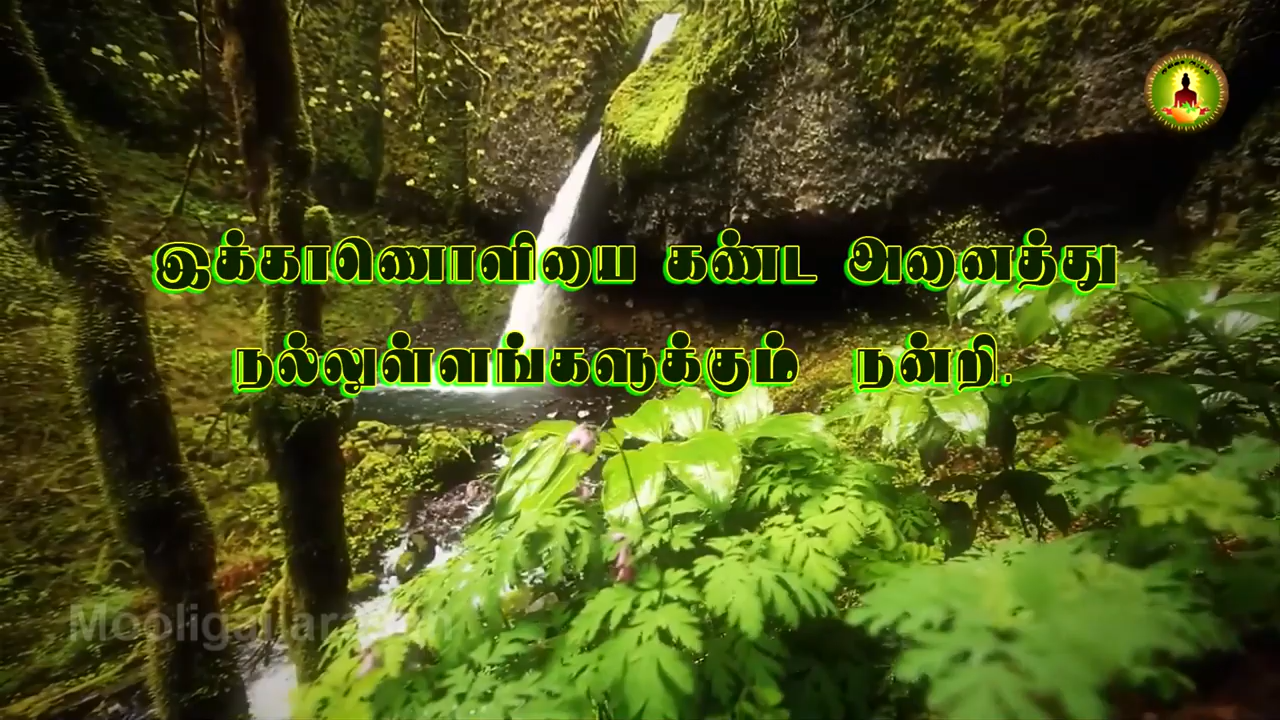 இக்காணொளியை கண்ட அனைத்து
நல்லுள்ளங்களுக்கும் நன்றி.